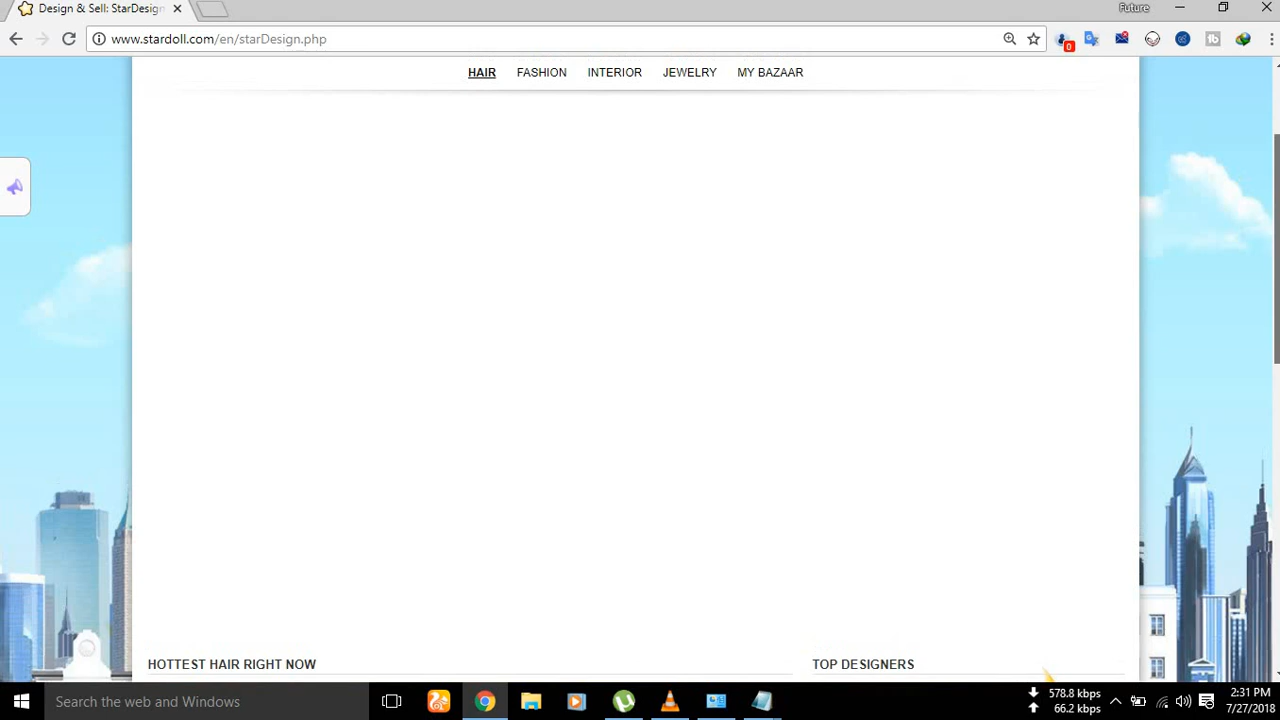 Design & Sell: StarDesign
Future
www.stardoll.com/en/starDesign.php
0
HAIR FASHION INTERIOR JEWELRY MY BAZAAR
HOTTEST HAIR RIGHT NOW
TOP DESIGNERS
Search the web and Windows
578.8 kbps
66.2 kbps
2:31 PM
7/27/2018